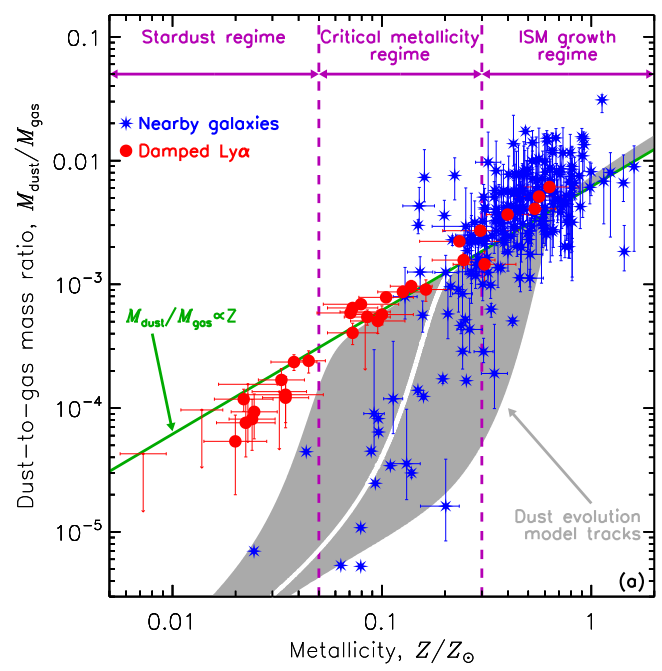 Stardust regime
Critical metallicity
regime
ISM growth
regime
0.1
0.01
10⁻³
10⁻⁴
10⁻⁵
Dust-to-gas mass ratio, M_dust/M_gas
Nearby galaxies
Damped Lyα
M_dust/M_gas∝Z
Dust evolution
model tracks
(a)
0.01
0.1
1
Metallicity, Z/Z⊙